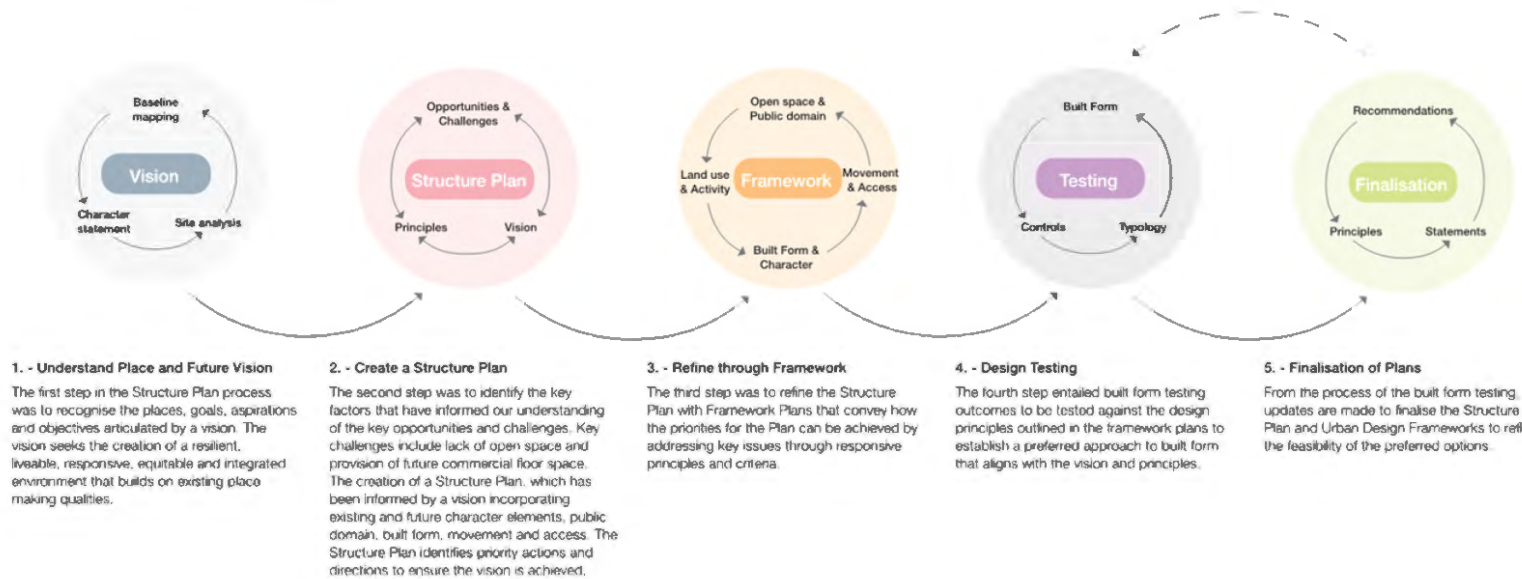 Baseline
mapping
Vision
Character
statement
Site analysis
Opportunities &
Challenges
Structure Plan
Principles
Vision
Open space &
Public domain
Land use
& Activity
Framework
Movement
& Access
Built Form &
Character
Built Form
Testing
Controls
Typology
Recommendations
Finalisation
Principles
Statements
1. - Understand Place and Future Vision
The first step in the Structure Plan process
was to recognise the places, goals, aspirations
and objectives articulated by a vision. The
vision seeks the creation of a resilient,
liveable, responsive, equitable and integrated
environment that builds on existing place
making qualities.
2. - Create a Structure Plan
The second step was to identify the key
factors that have informed our understanding
of the key opportunities and challenges. Key
challenges include lack of open space and
provision of future commercial floor space.
The creation of a Structure Plan, which has
been informed by a vision incorporating
existing and future character elements, public
domain, built form, movement and access. The
Structure Plan identifies priority actions and
directions to ensure the vision is achieved.
3. - Refine through Framework
The third step was to refine the Structure
Plan with Framework Plans that convey how
the priorities for the Plan can be achieved by
addressing key issues through responsive
principles and criteria.
4. - Design Testing
The fourth step entailed built form testing
outcomes to be tested against the design
principles outlined in the framework plans to
establish a preferred approach to built form
that aligns with the vision and principles.
5. - Finalisation of Plans
From the process of the built form testing,
updates are made to finalise the Structure
Plan and Urban Design Frameworks to refl
the feasibility of the preferred options.